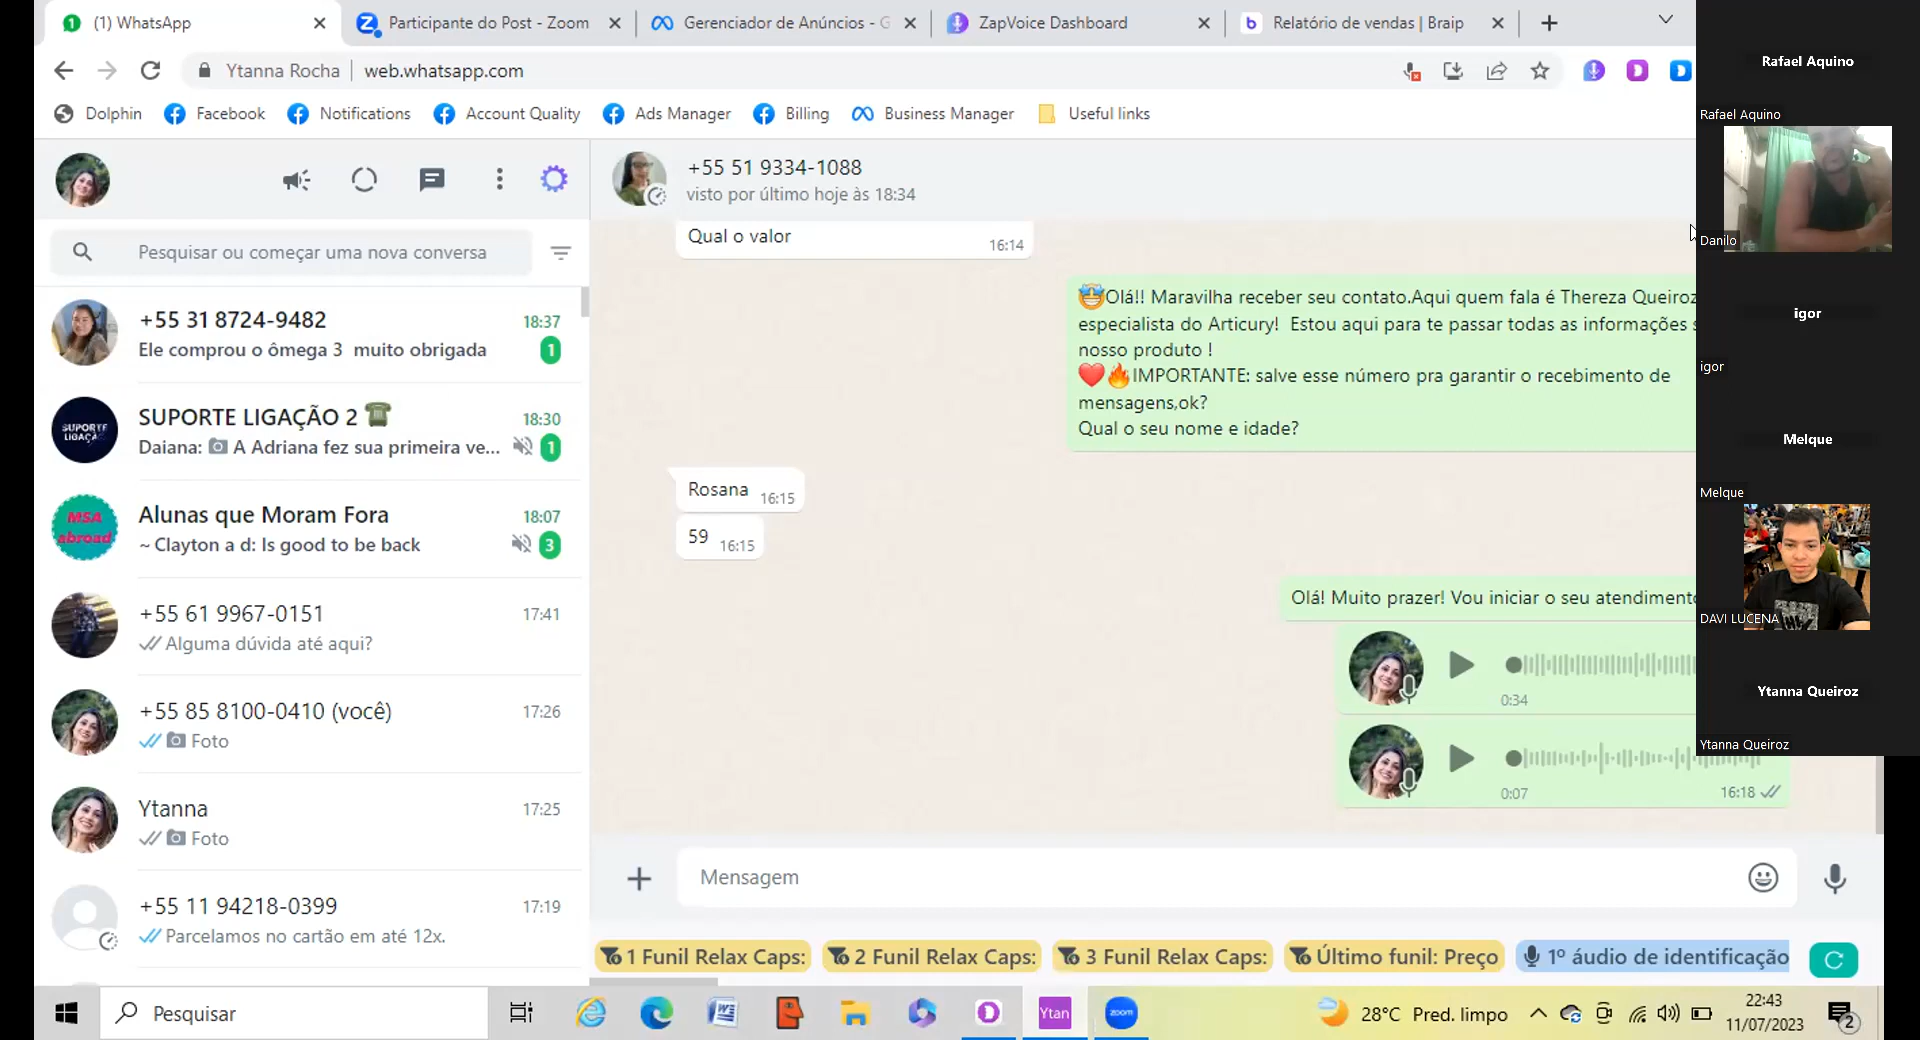 (1) WhatsApp
Participante do Post - Zoom
Gerenciador de Anúncios - G
ZapVoice Dashboard
Relatório de vendas | Braip
Ytanna Rocha
web.whatsapp.com
Dolphin
Facebook
Notifications
Account Quality
Ads Manager
Billing
Business Manager
Useful links
Pesquisar ou começar uma nova conversa
+55 31 8724-9482
18:37
Ele comprou o ômega 3 muito obrigada
1
SUPORTE LIGAÇÃO 2
18:30
Daiana: A Adriana fez sua primeira ve...
1
Alunas que Moram Fora
18:07
~ Clayton a d: Is good to be back
3
MSA
abroad
+55 61 9967-0151
17:41
Alguma dúvida até aqui?
+55 85 8100-0410 (você)
17:26
Foto
Ytanna
17:25
Foto
+55 11 94218-0399
17:19
Parcelamos no cartão em até 12x.
+55 51 9334-1088
visto por último hoje às 18:34
Qual o valor
16:14
Olá!! Maravilha receber seu contato.Aqui quem fala é Thereza Queiroz
especialista do Articury! Estou aqui para te passar todas as informações s
nosso produto !
IMPORTANTE: salve esse número pra garantir o recebimento de
mensagens,ok?
Qual o seu nome e idade?
Rosana 16:15
59 16:15
Olá! Muito prazer! Vou iniciar o seu atendimento
0:34
0:07
16:18
Mensagem
1 Funil Relax Caps:
2 Funil Relax Caps:
3 Funil Relax Caps:
Último funil: Preço
1º áudio de identificação
Rafael Aquino
Rafael Aquino
Danilo
igor
igor
Melque
Melque
DAVI LUCENA
Ytanna Queiroz
Ytanna Queiroz
Pesquisar
Ytan
zoom
28°C Pred. limpo
22:43
11/07/2023
2